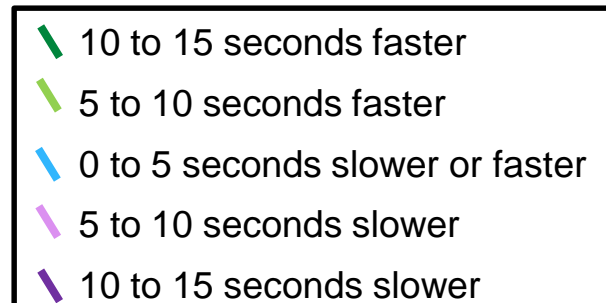 10 to 15 seconds faster
5 to 10 seconds faster
0 to 5 seconds slower or faster
5 to 10 seconds slower
10 to 15 seconds slower